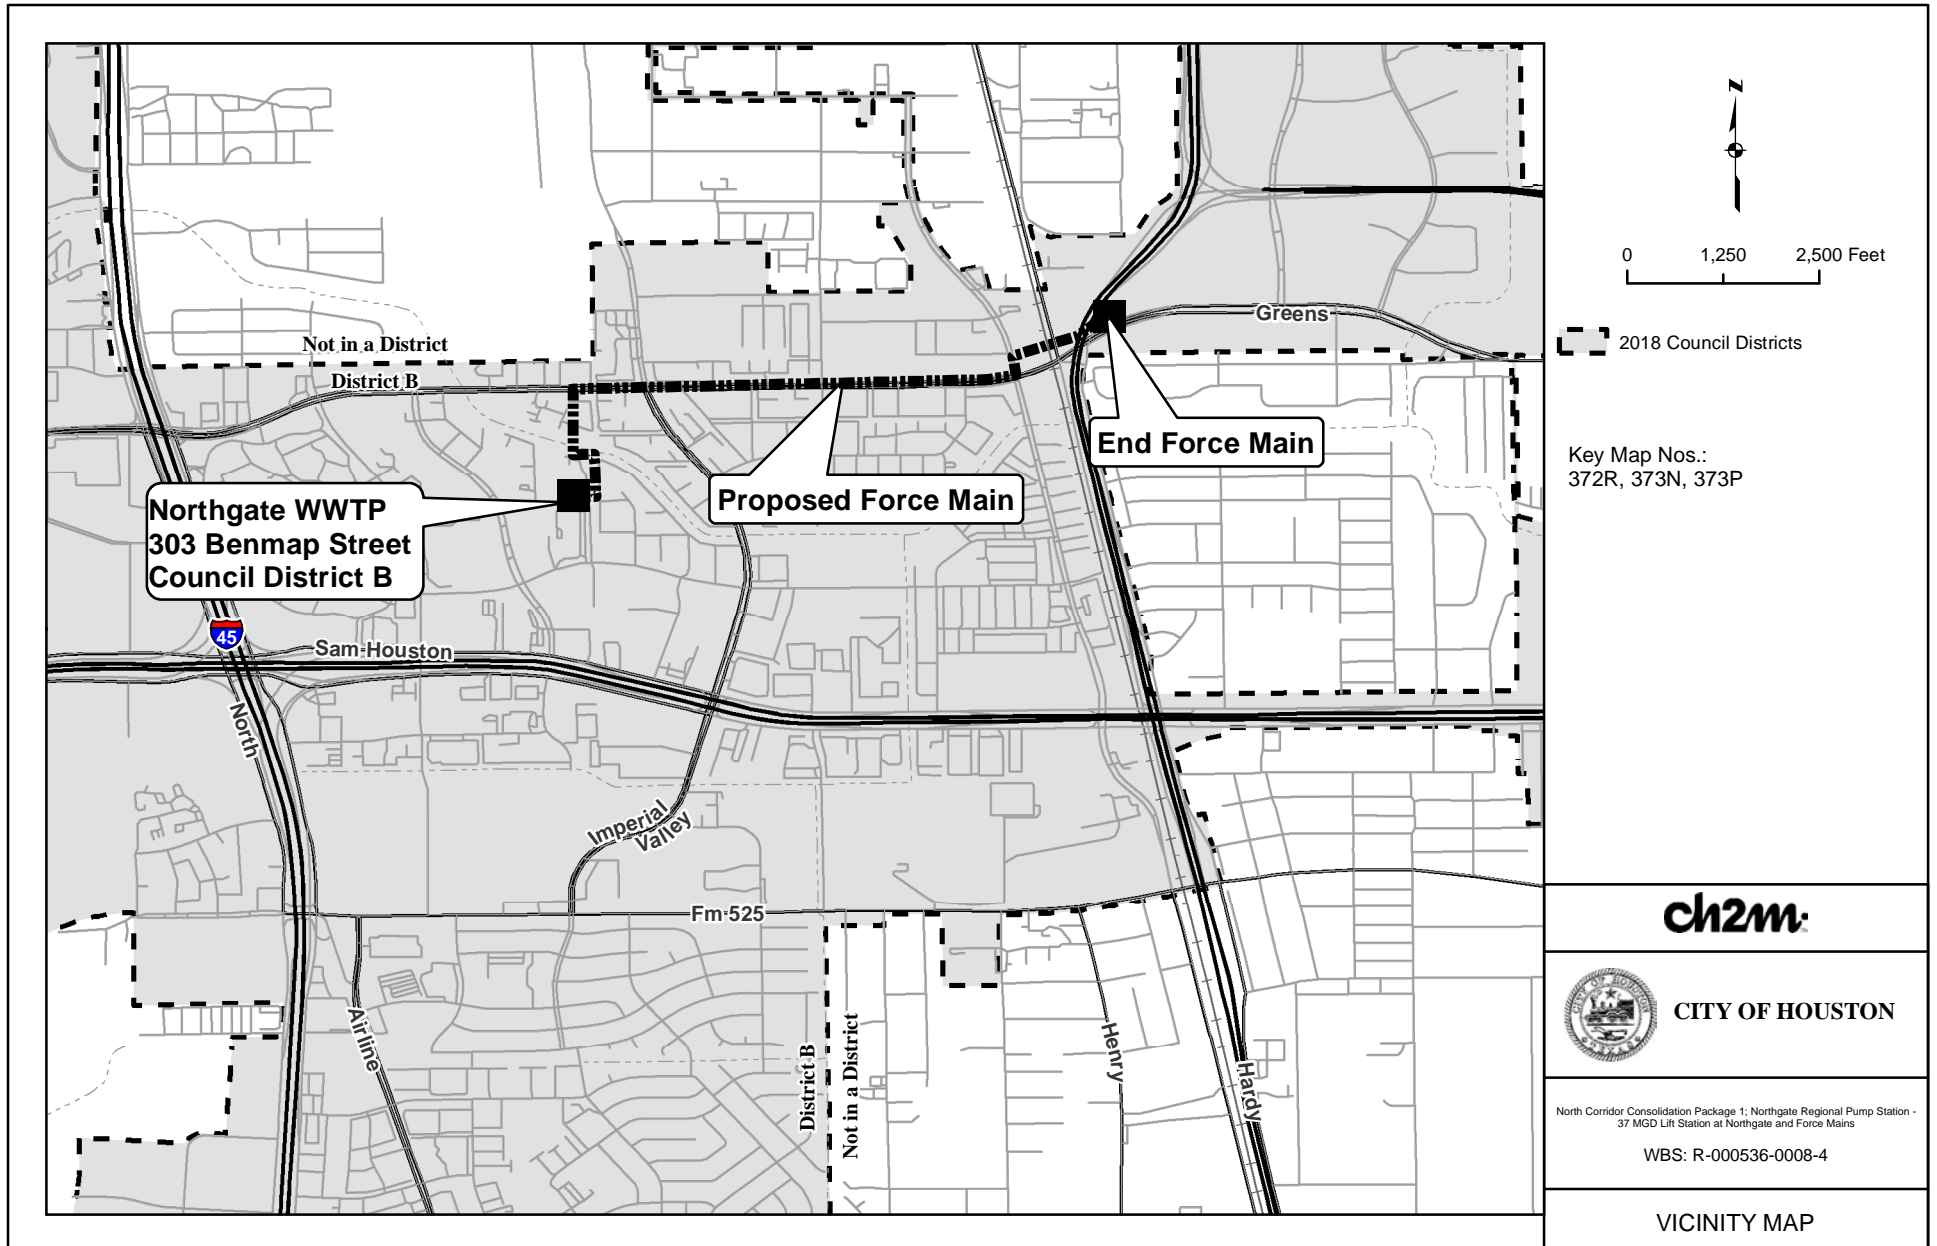 Not in a District
District B
Greens
End Force Main
Proposed Force Main
Northgate WWTP
303 Benmap Street
Council District B
45
Sam Houston
North
Imperial
Valley
Fm 525
Airline
District B
Not in a District
Henry
Hardy
N
0 1,250 2,500 Feet
2018 Council Districts
Key Map Nos.:
372R, 373N, 373P
ch2m:
CITY OF HOUSTON
CITY OF HOUSTON
TEXAS
North Corridor Consolidation Package 1; Northgate Regional Pump Station -
37 MGD Lift Station at Northgate and Force Mains
WBS: R-000536-0008-4
VICINITY MAP